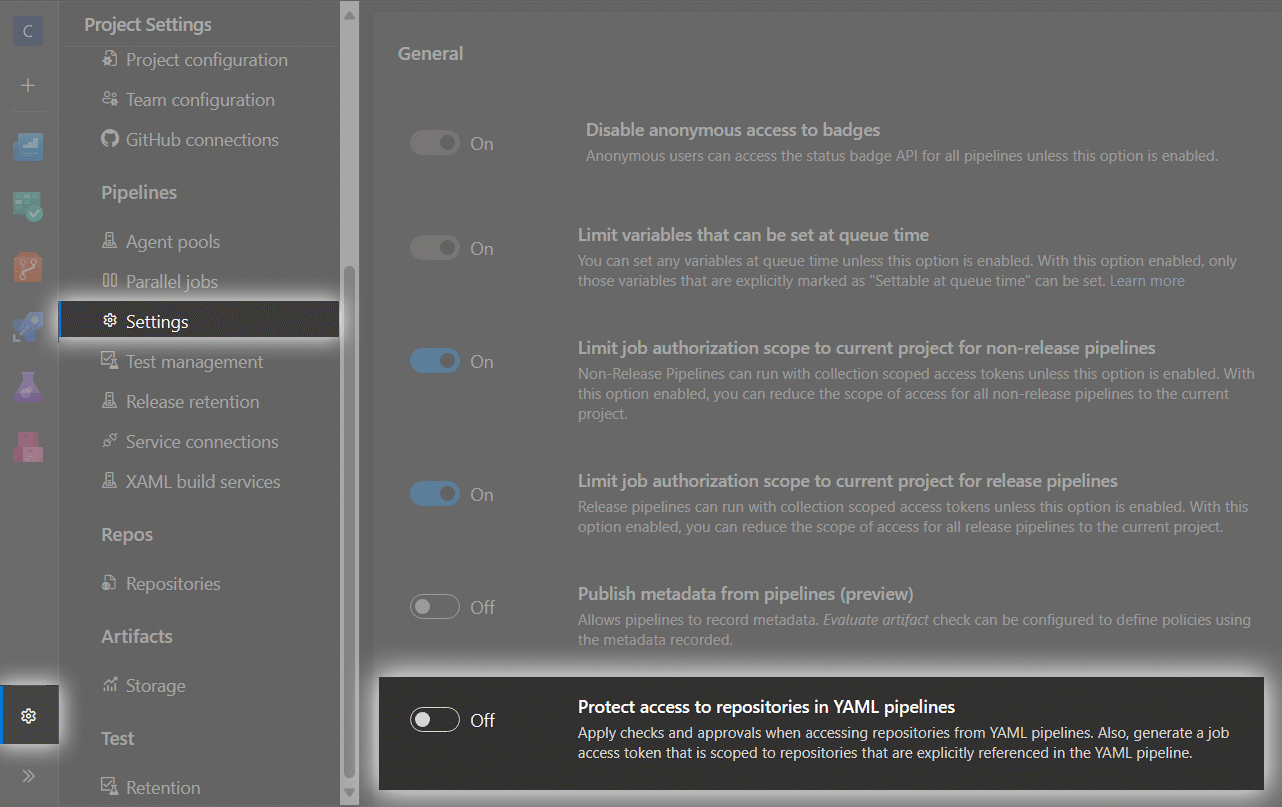 C
Project Settings
Project configuration
Team configuration
GitHub connections
Pipelines
Agent pools
Parallel jobs
Settings
Test management
Release retention
Service connections
XAML build services
Repos
Repositories
Artifacts
Storage
Test
Retention
General
On
Disable anonymous access to badges
Anonymous users can access the status badge API for all pipelines unless this option is enabled.
On
Limit variables that can be set at queue time
You can set any variables at queue time unless this option is enabled. With this option enabled, only
those variables that are explicitly marked as "Settable at queue time" can be set. Learn more
On
Limit job authorization scope to current project for non-release pipelines
Non-Release Pipelines can run with collection scoped access tokens unless this option is enabled. With
this option enabled, you can reduce the scope of access for all non-release pipelines to the current
project.
On
Limit job authorization scope to current project for release pipelines
Release pipelines can run with collection scoped access tokens unless this option is enabled. With this
option enabled, you can reduce the scope of access for all release pipelines to the current project.
Off
Publish metadata from pipelines (preview)
Allows pipelines to record metadata. Evaluate artifact check can be configured to define policies using
the metadata recorded.
Off
Protect access to repositories in YAML pipelines
Apply checks and approvals when accessing repositories from YAML pipelines. Also, generate a job
access token that is scoped to repositories that are explicitly referenced in the YAML pipeline.